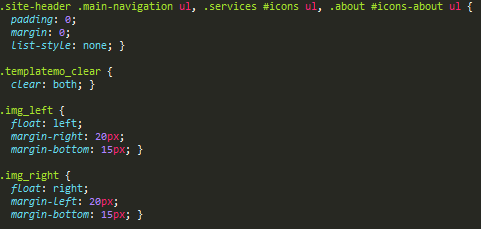 .site-header .main-navigation ul, .services #icons ul, .about #icons-about ul {
padding: 0;
margin: 0;
list-style: none; }
.templatemo_clear {
clear: both; }
.img_left {
float: left;
margin-right: 20px;
margin-bottom: 15px; }
.img_right {
float: right;
margin-left: 20px;
margin-bottom: 15px; }